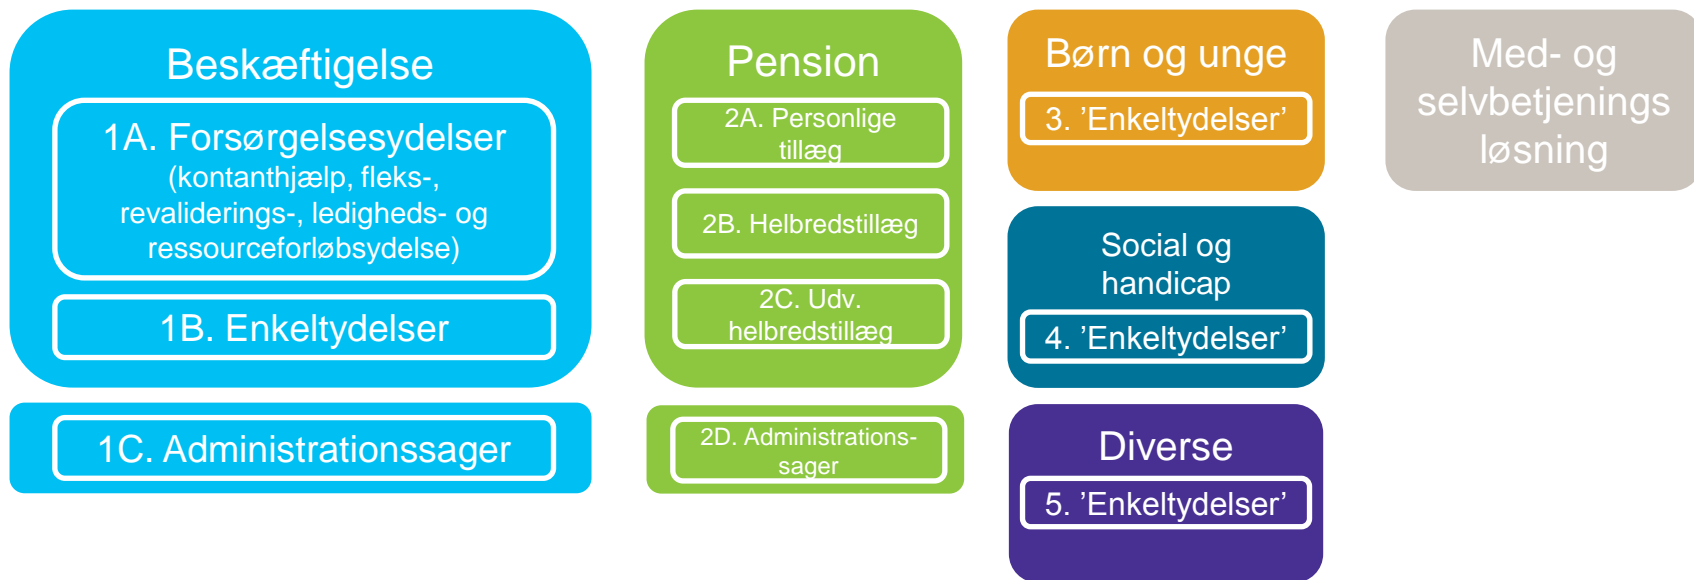 Beskæftigelse
1A. Forsørgelsesydelser
(kontanthjælp, fleks-,
revaliderings-, ledigheds- og
ressourceforløbsydelse)
1B. Enkeltydelser
1C. Administrationssager
Pension
2A. Personlige
tillæg
2B. Helbredstillæg
2C. Udv.
helbredstillæg
2D. Administrations-
sager
Børn og unge
3. ’Enkeltydelser’
Social og
handicap
4. ’Enkeltydelser’
Diverse
5. ’Enkeltydelser’
Med- og
selvbetjenings
løsning